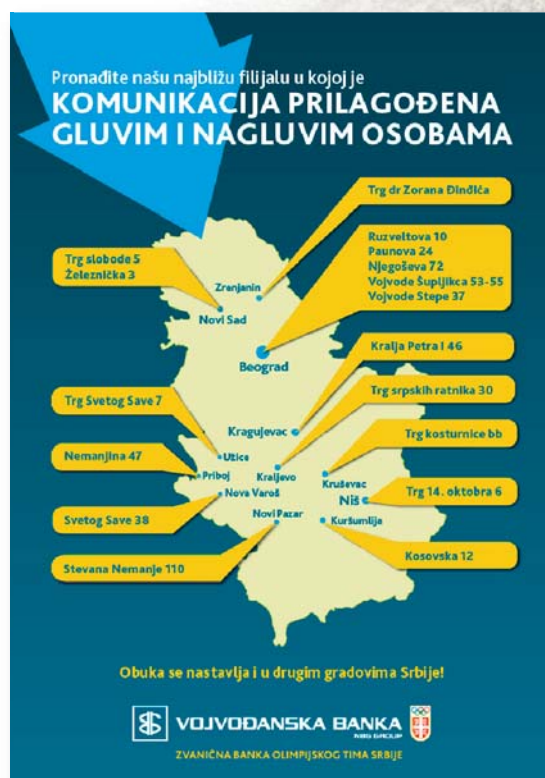 Pronađite našu najbližu filijalu u kojoj je
KOMUNIKACIJA PRILAGOĐENA
GLUVIM I NAGLUVIM OSOBAMA
Trg dr Zorana Đinđića
Ruzveltova 10
Paunova 24
Njegoševa 72
Vojvode Šupljikca 53-55
Vojvode Stepe 37
Trg slobode 5
Železnička 3
Zranjanin
Novi Sad
Beograd
Kralja Petra I 46
Trg srpskih ratnika 30
Trg Svetog Save 7
Kragujevac
Trg kosturnice bb
Užice
Nemanjina 47
Priboj
Kraljevo
Kruševac
Nova Varoš
Niš
Trg 14. oktobra 6
Svetog Save 38
Novi Pazar
Kuršumlija
Stevana Nemanje 110
Kosovska 12
Obuka se nastavlja i u drugim gradovima Srbije!
VOJVOĐANSKA BANKA
NBG GROUP
ZVANIČNA BANKA OLIMPIJSKOG TIMA SRBIJE